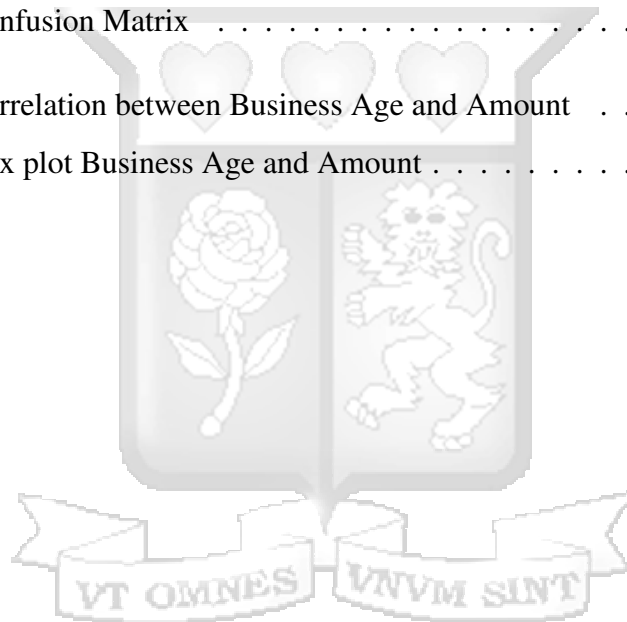 nfusion Matrix . . . . . . . . . . . . . . . . . .
rrelation between Business Age and Amount . .
x plot Business Age and Amount . . . . . . . . .
VT OMNES VNVM SINT